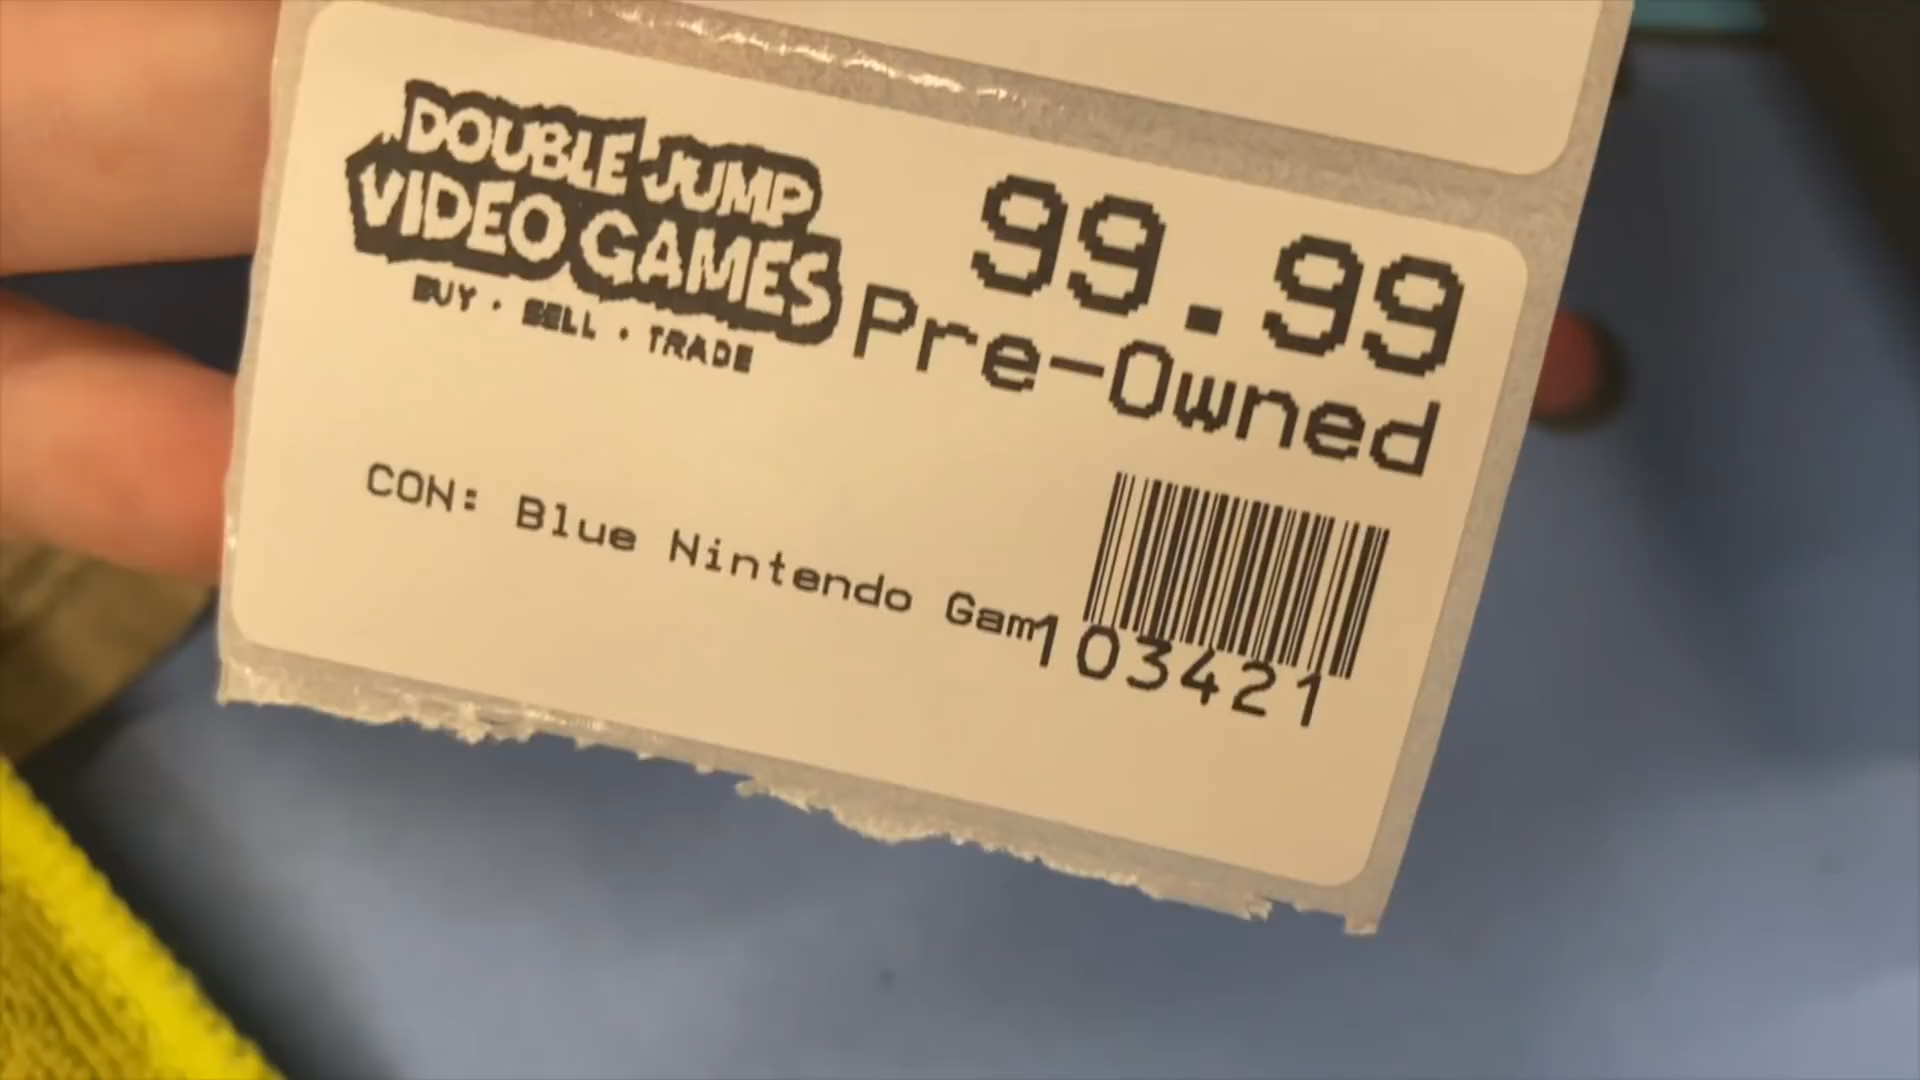 DOUBLE JUMP
VIDEO GAMES
BUY · SELL · TRADE
99.99
Pre-Owned
CON: Blue Nintendo Gam
103421